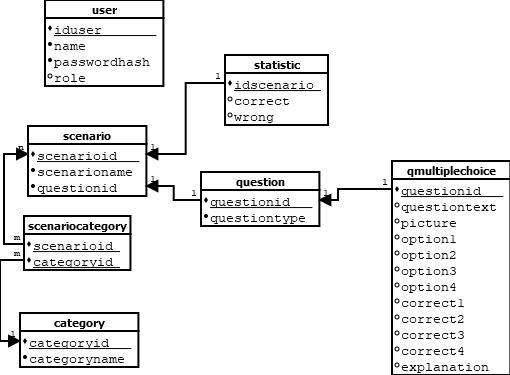 user
iduser
name
passwordhash
role
statistic
idscenario
correct
wrong
1
scenario
scenarioid
scenarioname
questionid
1
1
question
questionid
questiontype
1
1
qmultiplechoice
questionid
questiontext
picture
option1
option2
option3
option4
correct1
correct2
correct3
correct4
explanation
1
scenariocategory
scenarioid
categoryid
m
m
category
categoryid
categoryname
1